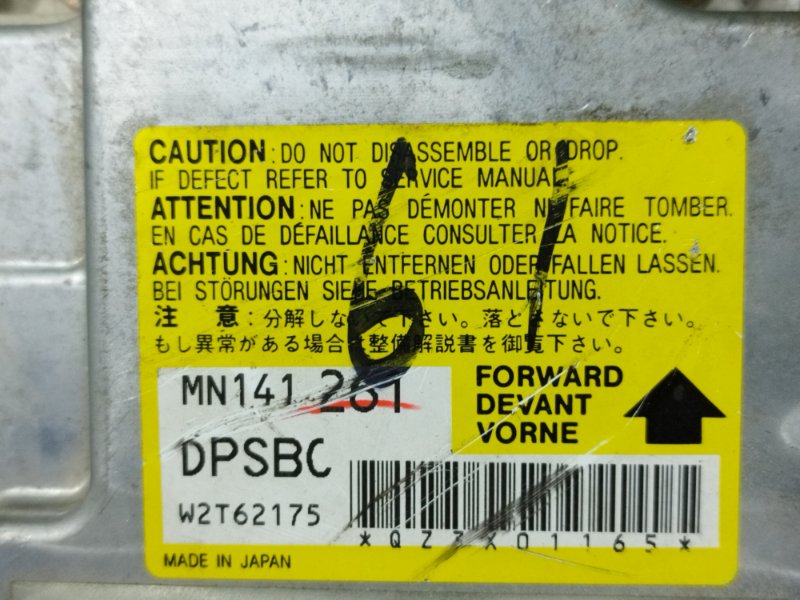 CAUTION : DO NOT DISASSEMBLE OR DROP.
IF DEFECT REFER TO SERVICE MANUAL.
ATTENTION : NE PAS DÉMONTER NI FAIRE TOMBER.
EN CAS DE DÉFAILLANCE CONSULTER LA NOTICE.
ACHTUNG : NICHT ENTFERNEN ODER FALLEN LASSEN.
BEI STÖRUNGEN SIEHE BETRIEBSANLEITUNG.
注 意 : 分解しないで下さい。落とさないで下さい。
もし異常がある場合は整備解説書を御覧下さい。
61
MN141 261
DPSBC
W2T62175
FORWARD
DEVANT
VORNE
*QZZX01165*
MADE IN JAPAN